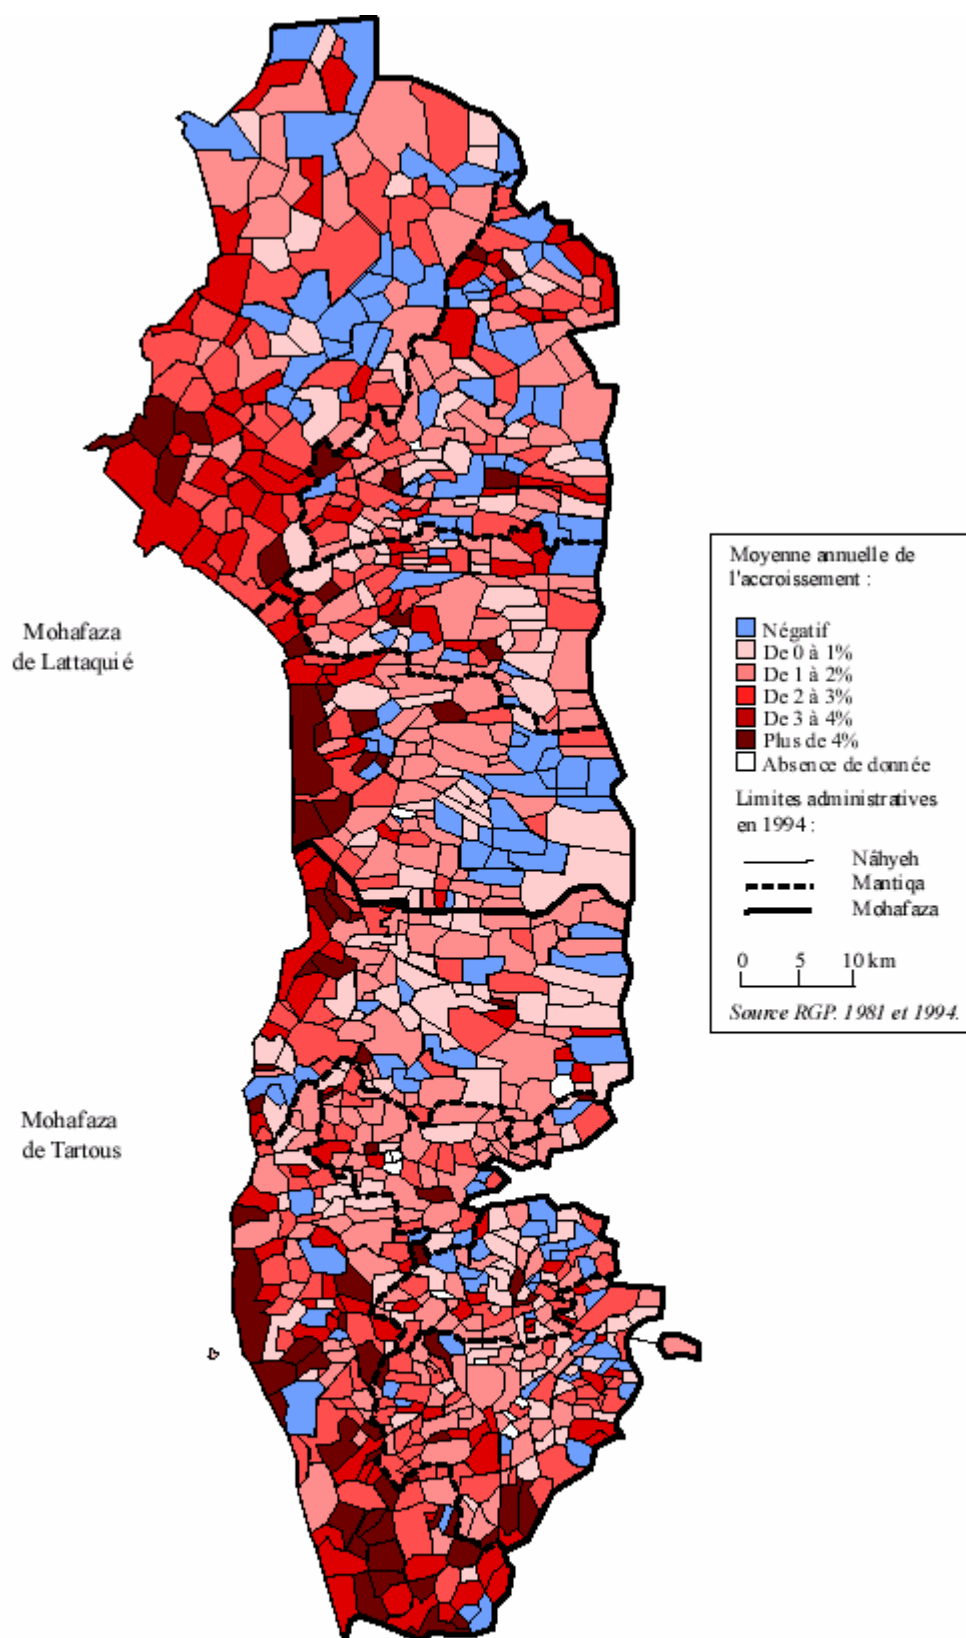 Mohafaza
de Lattaquié
Mohafaza
de Tartous
Moyenne annuelle de
l'accroissement :
Négatif
De 0 à 1%
De 1 à 2%
De 2 à 3%
De 3 à 4%
Plus de 4%
Absence de donnée
Limites administratives
en 1994 :
Nâhyeh
Mantiqa
Mohafaza
0 5 10 km
Source RGP. 1981 et 1994.